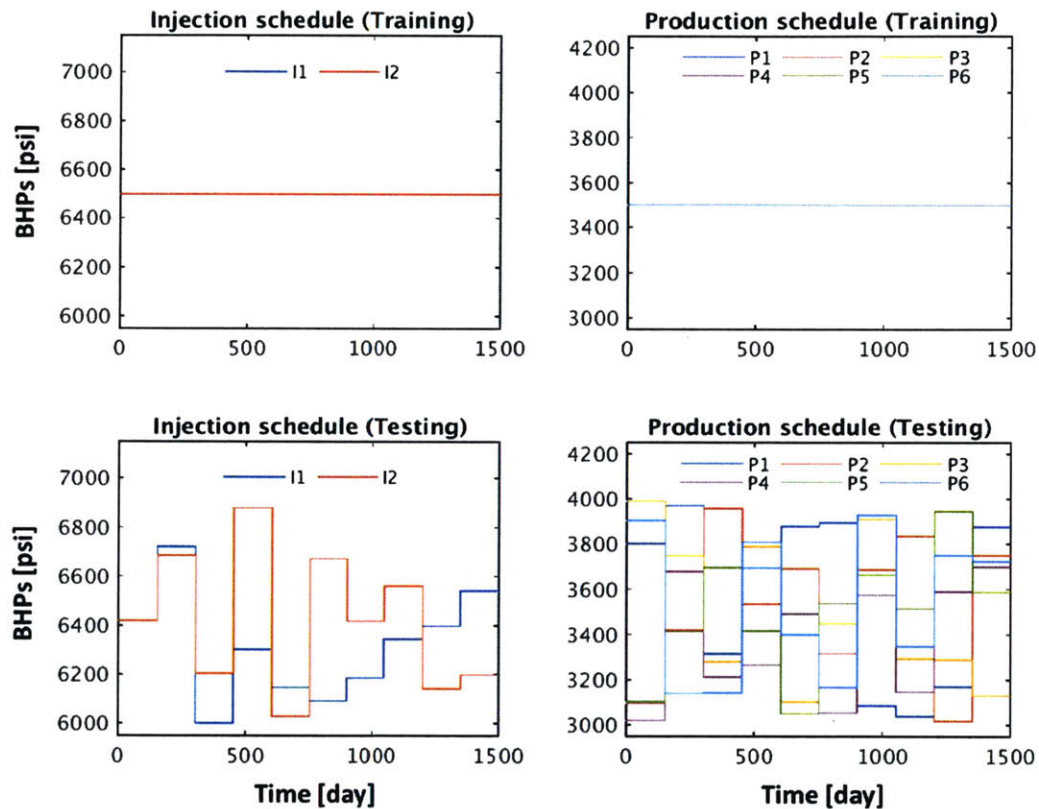 Injection schedule (Training)
BHPs [psi]
7000
6800
6600
6400
6200
6000
I1 I2
0 500 1000 1500
Production schedule (Training)
4200
4000
3800
3600
3400
3200
3000
P1 P2 P3
P4 P5 P6
0 500 1000 1500
Injection schedule (Testing)
BHPs [psi]
7000
6800
6600
6400
6200
6000
I1 I2
0 500 1000 1500
Time [day]
Production schedule (Testing)
4200
4000
3800
3600
3400
3200
3000
P1 P2 P3
P4 P5 P6
0 500 1000 1500
Time [day]